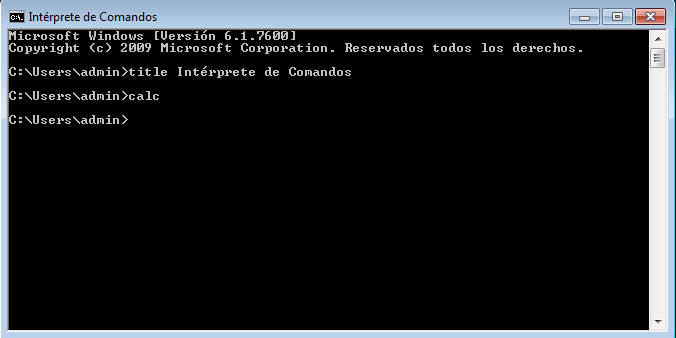 Intérprete de Comandos
Microsoft Windows [Versión 6.1.7600]
Copyright (c) 2009 Microsoft Corporation. Reservados todos los derechos.
C:\Users\admin>title Intérprete de Comandos
C:\Users\admin>calc
C:\Users\admin>